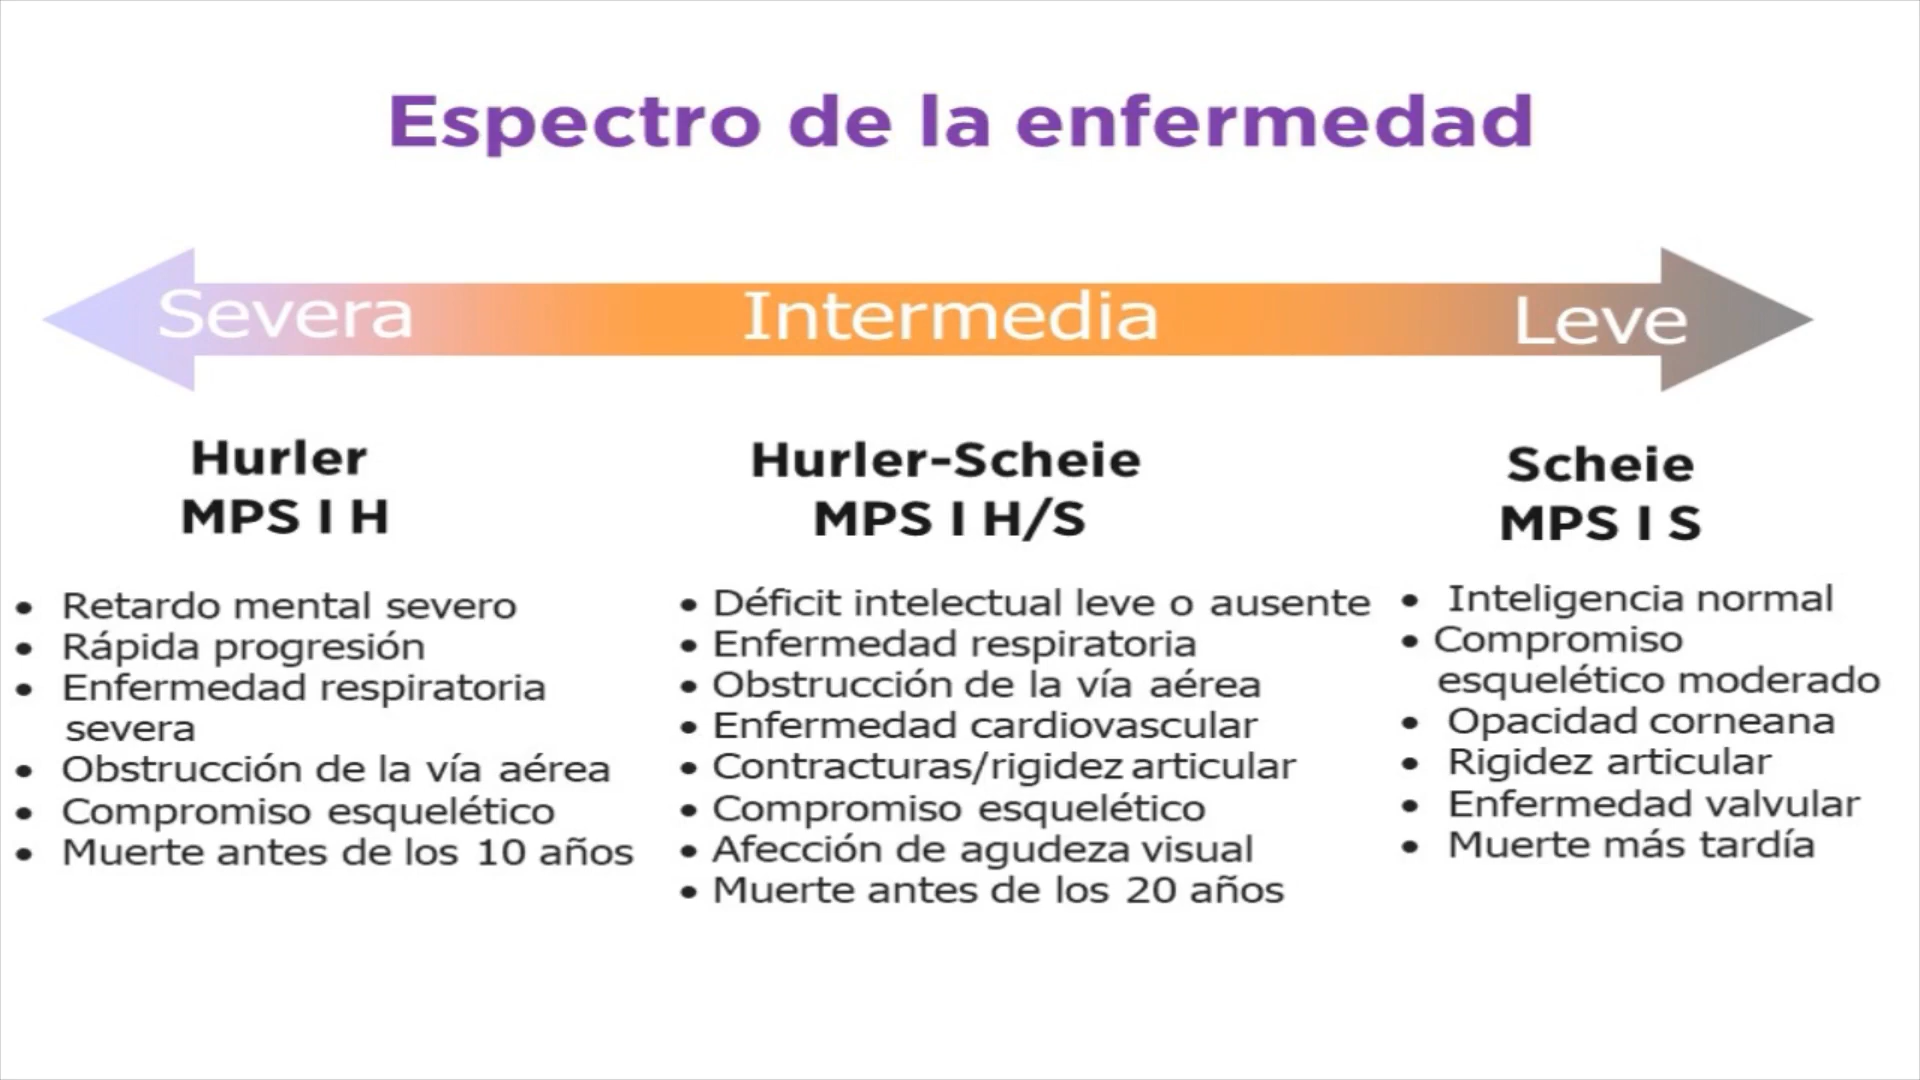 Espectro de la enfermedad
Severa
Intermedia
Leve
Hurler
MPS I H
• Retardo mental severo
• Rápida progresión
• Enfermedad respiratoria
severa
• Obstrucción de la vía aérea
• Compromiso esquelético
• Muerte antes de los 10 años
Hurler-Scheie
MPS I H/S
• Déficit intelectual leve o ausente
• Enfermedad respiratoria
• Obstrucción de la vía aérea
• Enfermedad cardiovascular
• Contracturas/rigidez articular
• Compromiso esquelético
• Afección de agudeza visual
• Muerte antes de los 20 años
Scheie
MPS I S
• Inteligencia normal
• Compromiso
esquelético moderado
• Opacidad corneana
• Rigidez articular
• Enfermedad valvular
• Muerte más tardía